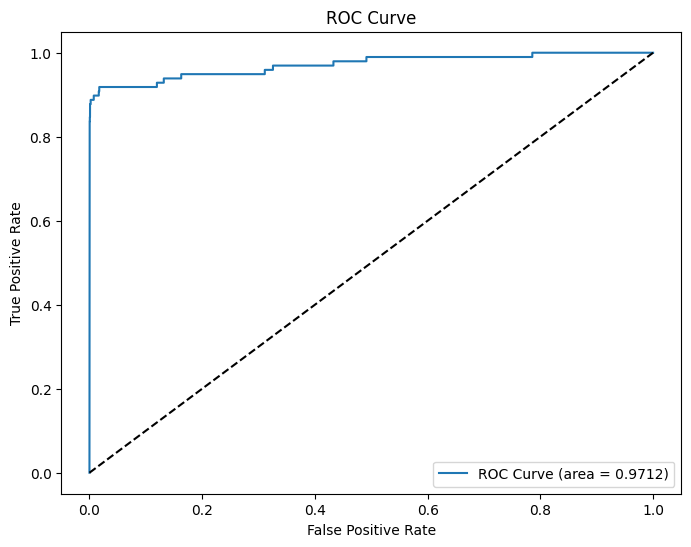 ROC Curve
1.0
0.8
0.6
0.4
0.2
0.0
True Positive Rate
ROC Curve (area = 0.9712)
0.0 0.2 0.4 0.6 0.8 1.0
False Positive Rate